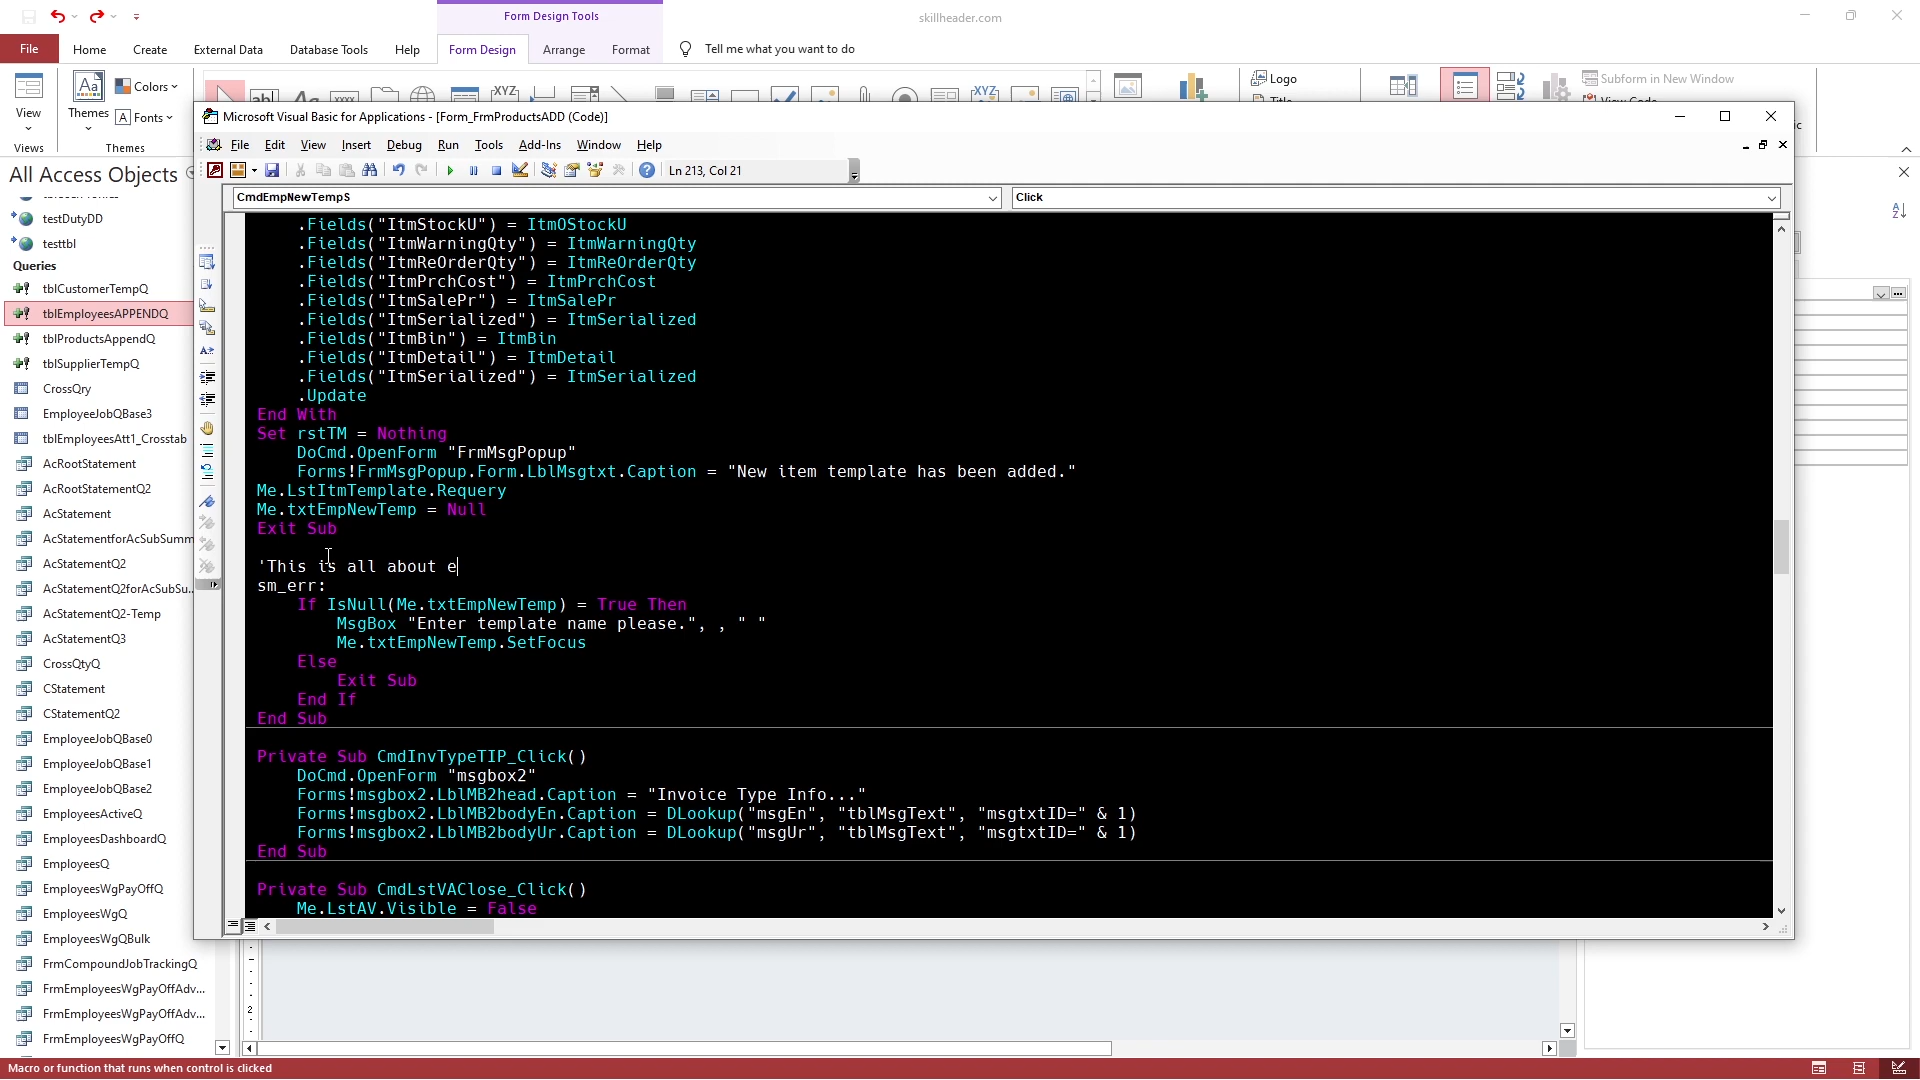 Form Design Tools
skillheader.com
File
Home
Create
External Data
Database Tools
Help
Form Design
Arrange
Format
Tell me what you want to do
View
Themes
Colors
Fonts
Views
Themes
Logo
Title
Subform in New Window
View Code
Microsoft Visual Basic for Applications - [Form_FrmProductsADD (Code)]
File Edit View Insert Debug Run Tools Add-Ins Window Help
Ln 213, Col 21
CmdEmpNewTempS
Click
All Access Objects
testDutyDD
testtbl
Queries
tblCustomerTempQ
tblEmployeesAPPENDQ
tblProductsAppendQ
tblSupplierTempQ
CrossQry
EmployeeJobQBase3
tblEmployeesAtt1_Crosstab
AcRootStatement
AcRootStatementQ2
AcStatement
AcStatementforAcSubSumm
AcStatementQ2
AcStatementQ2forAcSubSu...
AcStatementQ2-Temp
AcStatementQ3
CrossQtyQ
CStatement
CStatementQ2
EmployeeJobQBase0
EmployeeJobQBase1
EmployeeJobQBase2
EmployeesActiveQ
EmployeesDashboardQ
EmployeesQ
EmployeesWgPayOffQ
EmployeesWgQ
EmployeesWgQBulk
FrmCompoundJobTrackingQ
FrmEmployeesWgPayOffAdv...
FrmEmployeesWgPayOffAdv...
FrmEmployeesWgPayOffQ
.Fields("ItmStockU") = ItmOStockU
.Fields("ItmWarningQty") = ItmWarningQty
.Fields("ItmReOrderQty") = ItmReOrderQty
.Fields("ItmPrchCost") = ItmPrchCost
.Fields("ItmSalePr") = ItmSalePr
.Fields("ItmSerialized") = ItmSerialized
.Fields("ItmBin") = ItmBin
.Fields("ItmDetail") = ItmDetail
.Fields("ItmSerialized") = ItmSerialized
.Update
End With
Set rstTM = Nothing
DoCmd.OpenForm "FrmMsgPopup"
Forms!FrmMsgPopup.Form.LblMsgtxt.Caption = "New item template has been added."
Me.LstItmTemplate.Requery
Me.txtEmpNewTemp = Null
Exit Sub
'This is all about e
sm_err:
If IsNull(Me.txtEmpNewTemp) = True Then
MsgBox "Enter template name please.", , " "
Me.txtEmpNewTemp.SetFocus
Else
Exit Sub
End If
End Sub
Private Sub CmdInvTypeTIP_Click()
DoCmd.OpenForm "msgbox2"
Forms!msgbox2.LblMB2head.Caption = "Invoice Type Info..."
Forms!msgbox2.LblMB2bodyEn.Caption = DLookup("msgEn", "tblMsgText", "msgtxtID=" & 1)
Forms!msgbox2.LblMB2bodyUr.Caption = DLookup("msgUr", "tblMsgText", "msgtxtID=" & 1)
End Sub
Private Sub CmdLstVAClose_Click()
Me.LstAV.Visible = False
2
Macro or function that runs when control is clicked